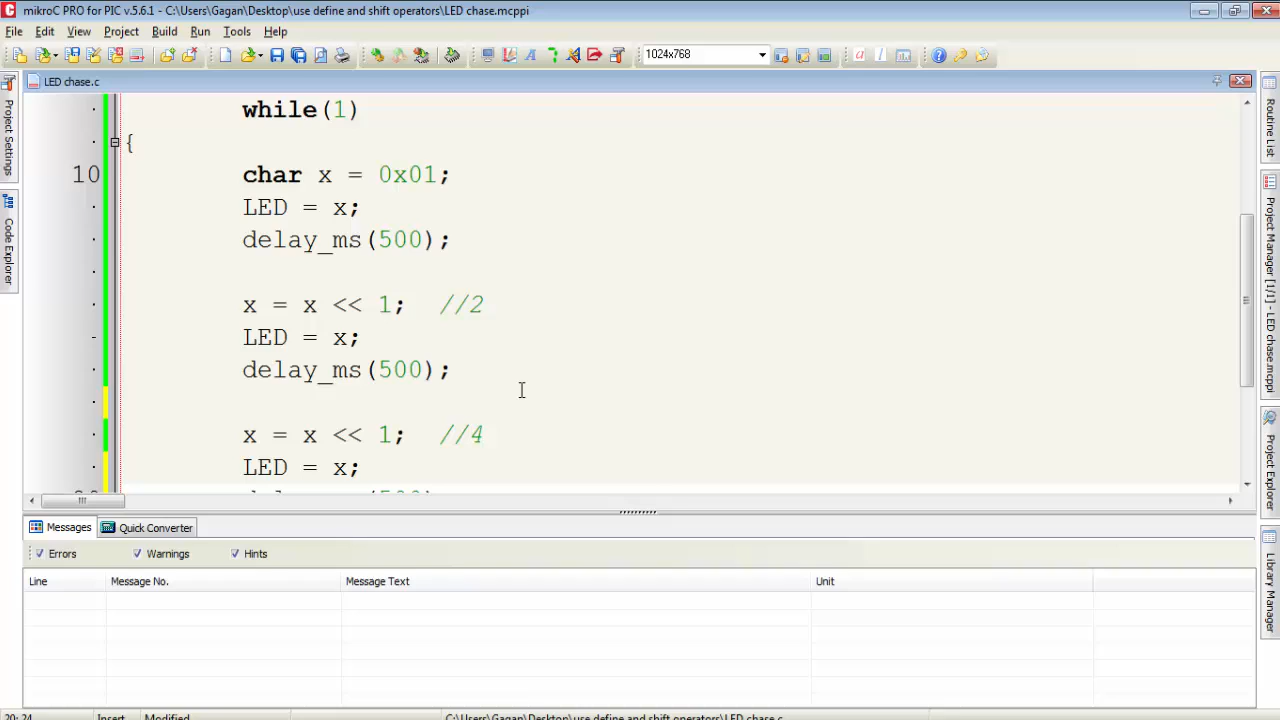 mikroC PRO for PIC v.5.6.1 - C:\Users\Gagan\Desktop\use define and shift operators\LED chase.mcppi
File Edit View Project Build Run Tools Help
1024x768
LED chase.c
while(1)
{
10 char x = 0x01;
LED = x;
delay_ms(500);
x = x << 1; //2
LED = x;
delay_ms(500);
x = x << 1; //4
LED = x;
Messages Quick Converter
Errors Warnings Hints
Line Message No. Message Text Unit
20: 24 Insert Modified C:\Users\Gagan\Desktop\use define and shift operators\LED chase.c
Project Settings
Code Explorer
Routine List
Project Manager [1/1] - LED chase.mcppi
Project Explorer
Library Manager